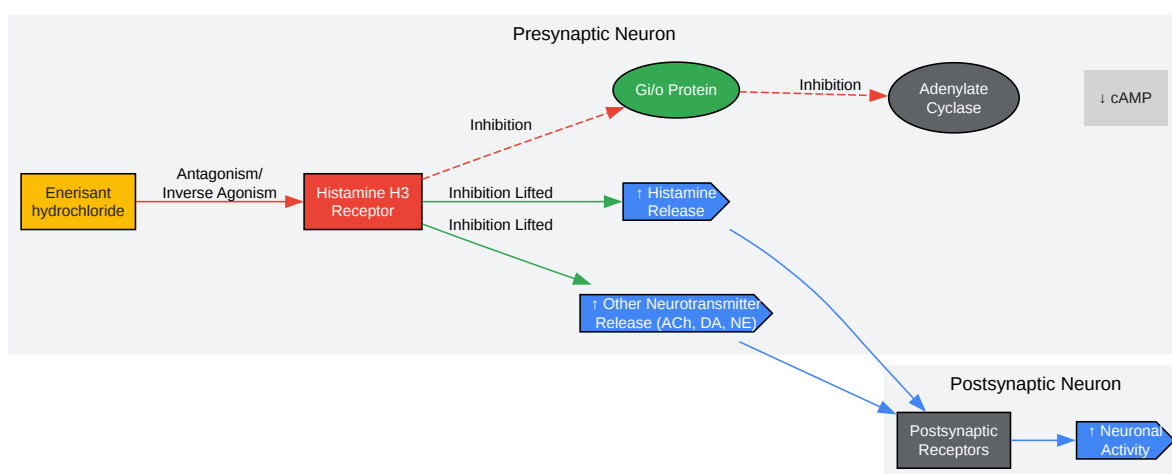 Presynaptic Neuron
Gi/o Protein
Inhibition
Adenylate
Cyclase
↓ cAMP
Inhibition
Antagonism/
Inverse Agonism
Enerisant
hydrochloride
Histamine H3
Receptor
Inhibition Lifted
↑ Histamine
Release
Inhibition Lifted
↑ Other Neurotransmitter
Release (ACh, DA, NE)
Postsynaptic Neuron
Postsynaptic
Receptors
↑ Neuronal
Activity